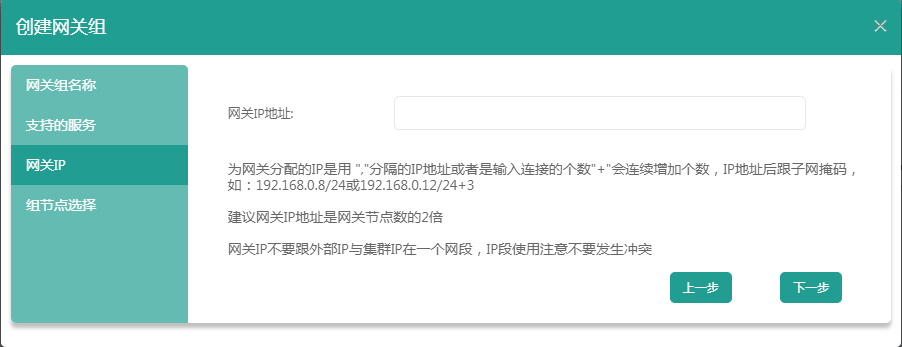 创建网关组
网关组名称
支持的服务
网关IP
组节点选择
网关IP地址:
为网关分配的IP是用 ","分隔的IP地址或者是输入连接的个数"+"会连续增加个数，IP地址后跟子网掩码，
如：192.168.0.8/24或192.168.0.12/24+3
建议网关IP地址是网关节点数的2倍
网关IP不要跟外部IP与集群IP在一个网段，IP段使用注意不要发生冲突
上一步
下一步